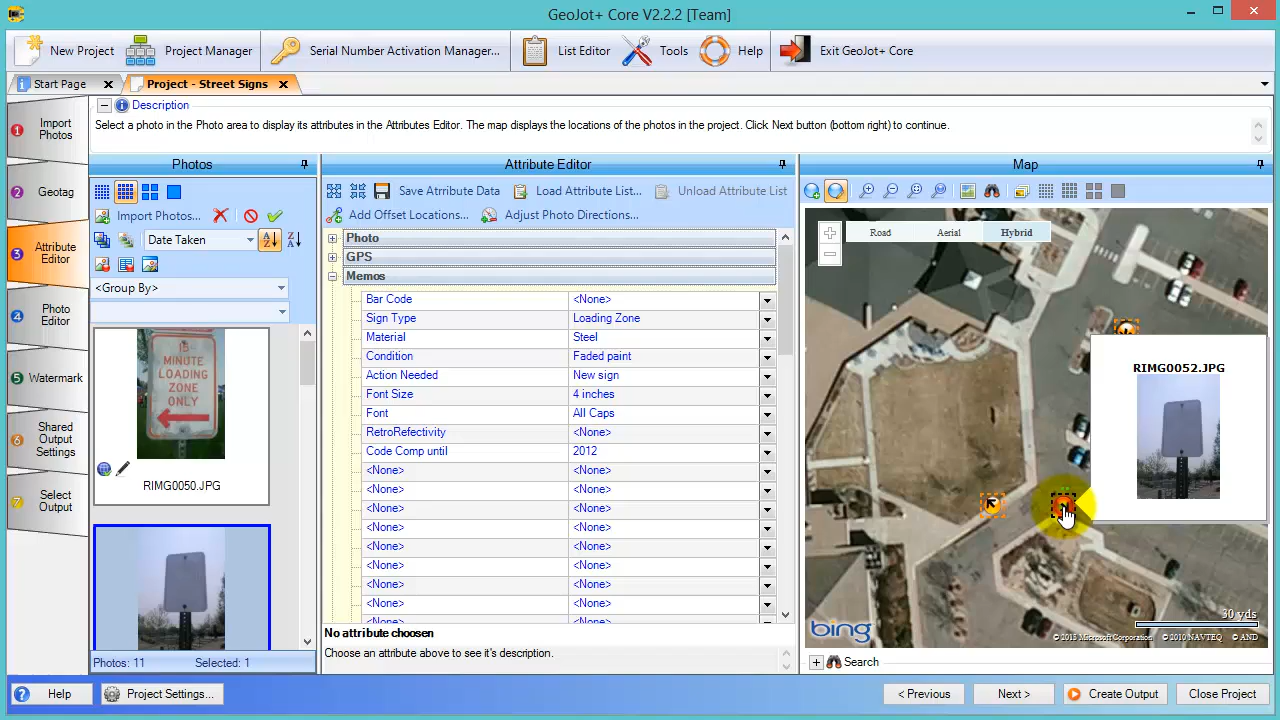 GeoJot+ Core V2.2.2 [Team]
New Project
Project Manager
Serial Number Activation Manager...
List Editor
Tools
Help
Exit GeoJot+ Core
Start Page
Project - Street Signs
Description
Select a photo in the Photo area to display its attributes in the Attributes Editor. The map displays the locations of the photos in the project. Click Next button (bottom right) to continue.
1 Import Photos
2 Geotag
3 Attribute Editor
4 Photo Editor
5 Watermark
6 Shared Output Settings
7 Select Output
Photos
Import Photos...
Date Taken
<Group By>
15 MINUTE LOADING ZONE ONLY
RIMG0050.JPG
Photos: 11 Selected: 1
Attribute Editor
Save Attribute Data
Load Attribute List...
Unload Attribute List
Add Offset Locations...
Adjust Photo Directions...
Photo
GPS
Memos
Bar Code <None>
Sign Type Loading Zone
Material Steel
Condition Faded paint
Action Needed New sign
Font Size 4 inches
Font All Caps
RetroRefectivity <None>
Code Comp until 2012
<None> <None>
<None> <None>
<None> <None>
<None> <None>
<None> <None>
<None> <None>
<None> <None>
<None> <None>
No attribute choosen
Choose an attribute above to see it's description.
Map
Road Aerial Hybrid
RIMG0052.JPG
30 yds
bing
© 2013 Microsoft Corporation © 2010 NAVTEQ © AND
Search
Help
Project Settings...
< Previous
Next >
Create Output
Close Project